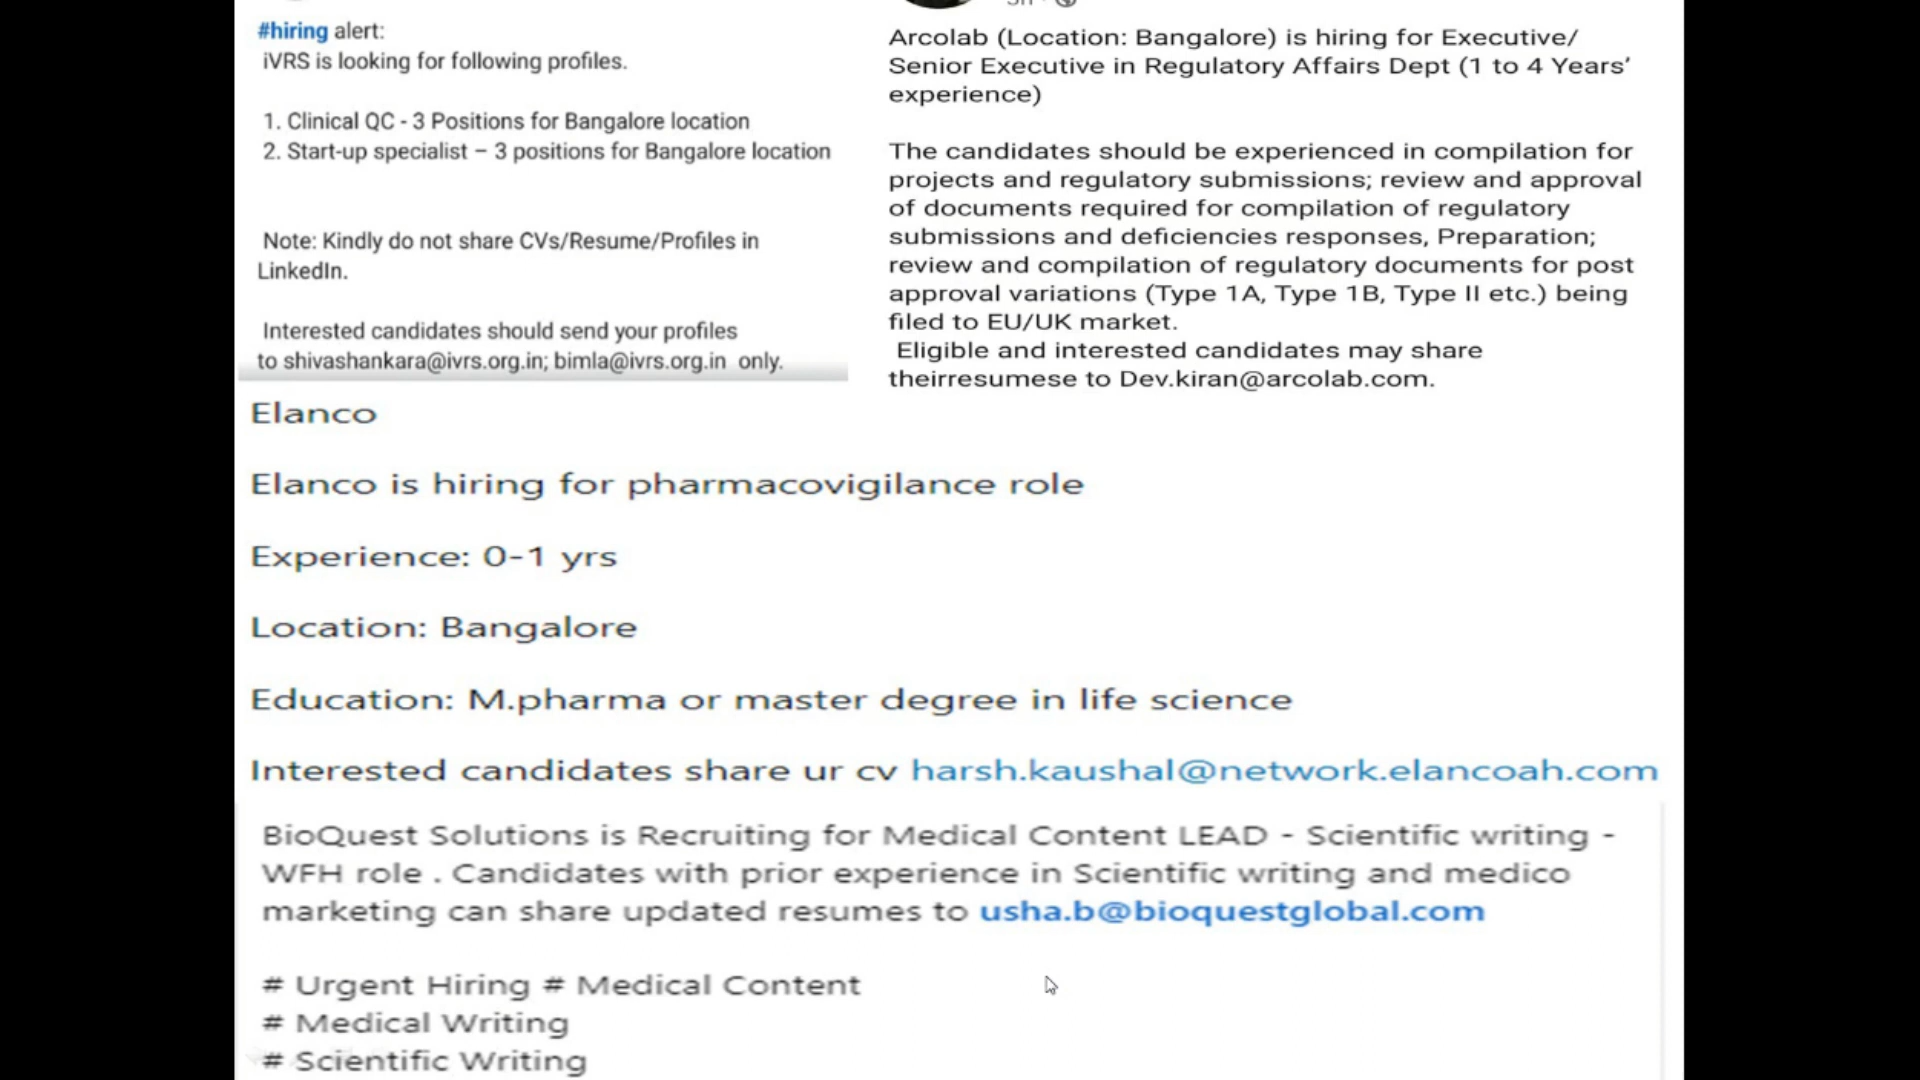 #hiring alert:
iVRS is looking for following profiles.
1. Clinical QC - 3 Positions for Bangalore location
2. Start-up specialist – 3 positions for Bangalore location
Note: Kindly do not share CVs/Resume/Profiles in
LinkedIn.
Interested candidates should send your profiles
to shivashankara@ivrs.org.in; bimla@ivrs.org.in only.
Arcolab (Location: Bangalore) is hiring for Executive/
Senior Executive in Regulatory Affairs Dept (1 to 4 Years’
experience)
The candidates should be experienced in compilation for
projects and regulatory submissions; review and approval
of documents required for compilation of regulatory
submissions and deficiencies responses, Preparation;
review and compilation of regulatory documents for post
approval variations (Type 1A, Type 1B, Type II etc.) being
filed to EU/UK market.
Eligible and interested candidates may share
theirresumese to Dev.kiran@arcolab.com.
Elanco
Elanco is hiring for pharmacovigilance role
Experience: 0-1 yrs
Location: Bangalore
Education: M.pharma or master degree in life science
Interested candidates share ur cv harsh.kaushal@network.elancoah.com
BioQuest Solutions is Recruiting for Medical Content LEAD - Scientific writing -
WFH role . Candidates with prior experience in Scientific writing and medico
marketing can share updated resumes to usha.b@bioquestglobal.com
# Urgent Hiring # Medical Content
# Medical Writing
# Scientific Writing